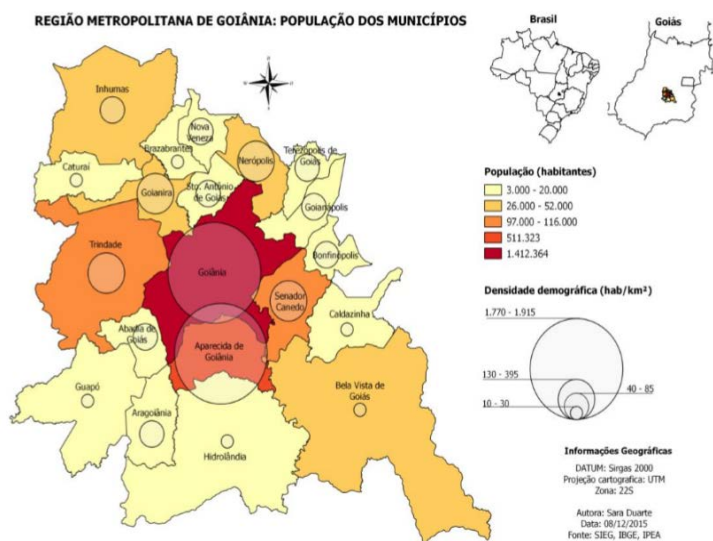 REGIÃO METROPOLITANA DE GOIÂNIA: POPULAÇÃO DOS MUNICÍPIOS
Brasil
Goiás
Inhumas
Nova
Veneza
Brazabrantes
Caturaí
Goianira
Sto. Antônio
de Goiás
Nerópolis
Terezópolis de
Goiás
Goianápolis
Bonfinópolis
Trindade
Goiânia
Senador
Canedo
Caldazinha
Abadia de
Goiás
Aparecida de
Goiânia
Guapó
Aragoiânia
Hidrolândia
Bela Vista de
Goiás
População (habitantes)
3.000 - 20.000
26.000 - 52.000
97.000 - 116.000
511.323
1.412.364
Densidade demográfica (hab/km²)
1.770 - 1.915
130 - 395
40 - 85
10 - 30
Informações Geográficas
DATUM: Sirgas 2000
Projeção cartografica: UTM
Zona: 22S
Autora: Sara Duarte
Data: 08/12/2015
Fonte: SIEG, IBGE, IPEA